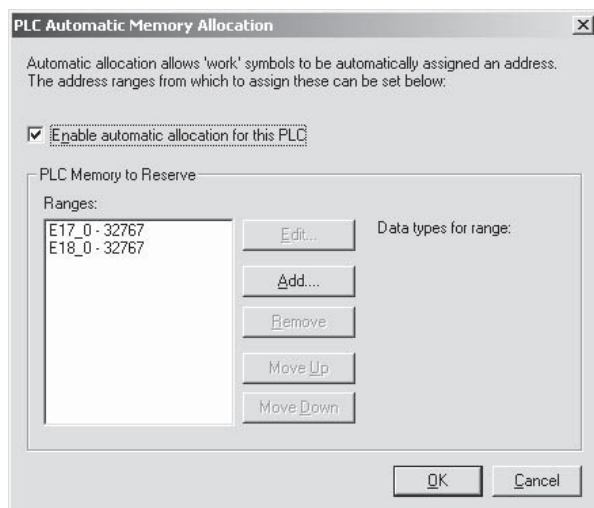 PLC Automatic Memory Allocation
Automatic allocation allows 'work' symbols to be automatically assigned an address.
The address ranges from which to assign these can be set below:
Enable automatic allocation for this PLC
PLC Memory to Reserve
Ranges:
E17_0 - 32767
E18_0 - 32767
Edit...
Data types for range:
Add....
Remove
Move Up
Move Down
OK
Cancel